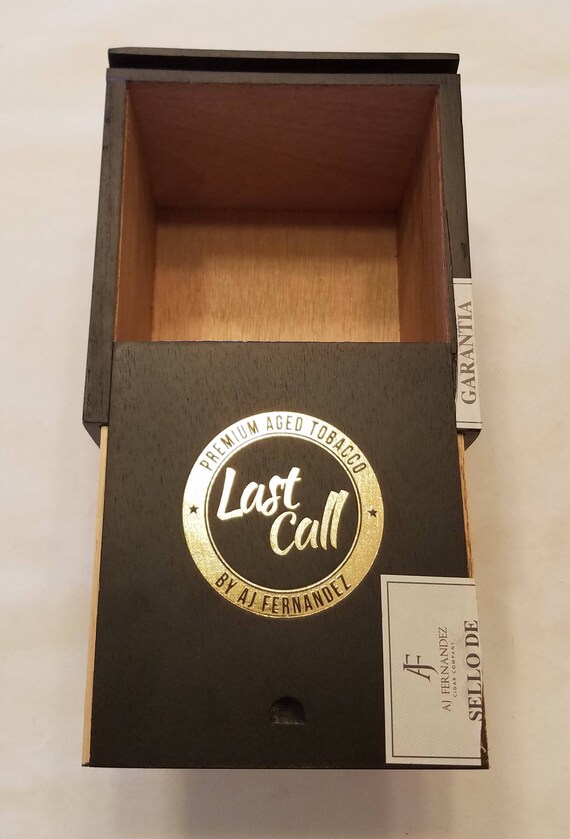 GARANTIA
PREMIUM AGED TOBACCO
Last
Call
BY AJ FERNANDEZ
AF
AJ FERNANDEZ
CIGAR COMPANY
SELLO DE